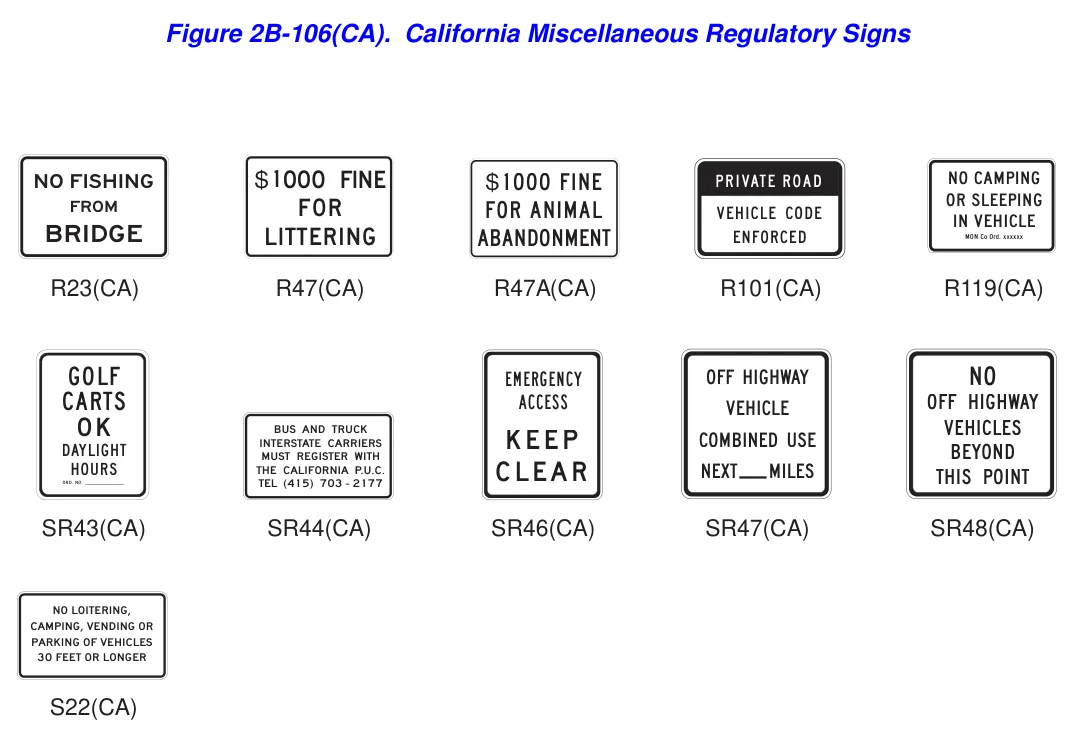 Figure 2B-106(CA). California Miscellaneous Regulatory Signs
NO FISHING
FROM
BRIDGE
R23(CA)
$1000 FINE
FOR
LITTERING
R47(CA)
$1000 FINE
FOR ANIMAL
ABANDONMENT
R47A(CA)
PRIVATE ROAD
VEHICLE CODE
ENFORCED
R101(CA)
NO CAMPING
OR SLEEPING
IN VEHICLE
MON Co Ord. xxxxxx
R119(CA)
GOLF
CARTS
OK
DAYLIGHT
HOURS
ORD. NO. ____________
SR43(CA)
BUS AND TRUCK
INTERSTATE CARRIERS
MUST REGISTER WITH
THE CALIFORNIA P.U.C.
TEL (415) 703-2177
SR44(CA)
EMERGENCY
ACCESS
KEEP
CLEAR
SR46(CA)
OFF HIGHWAY
VEHICLE
COMBINED USE
NEXT___MILES
SR47(CA)
NO
OFF HIGHWAY
VEHICLES
BEYOND
THIS POINT
SR48(CA)
NO LOITERING,
CAMPING, VENDING OR
PARKING OF VEHICLES
30 FEET OR LONGER
S22(CA)